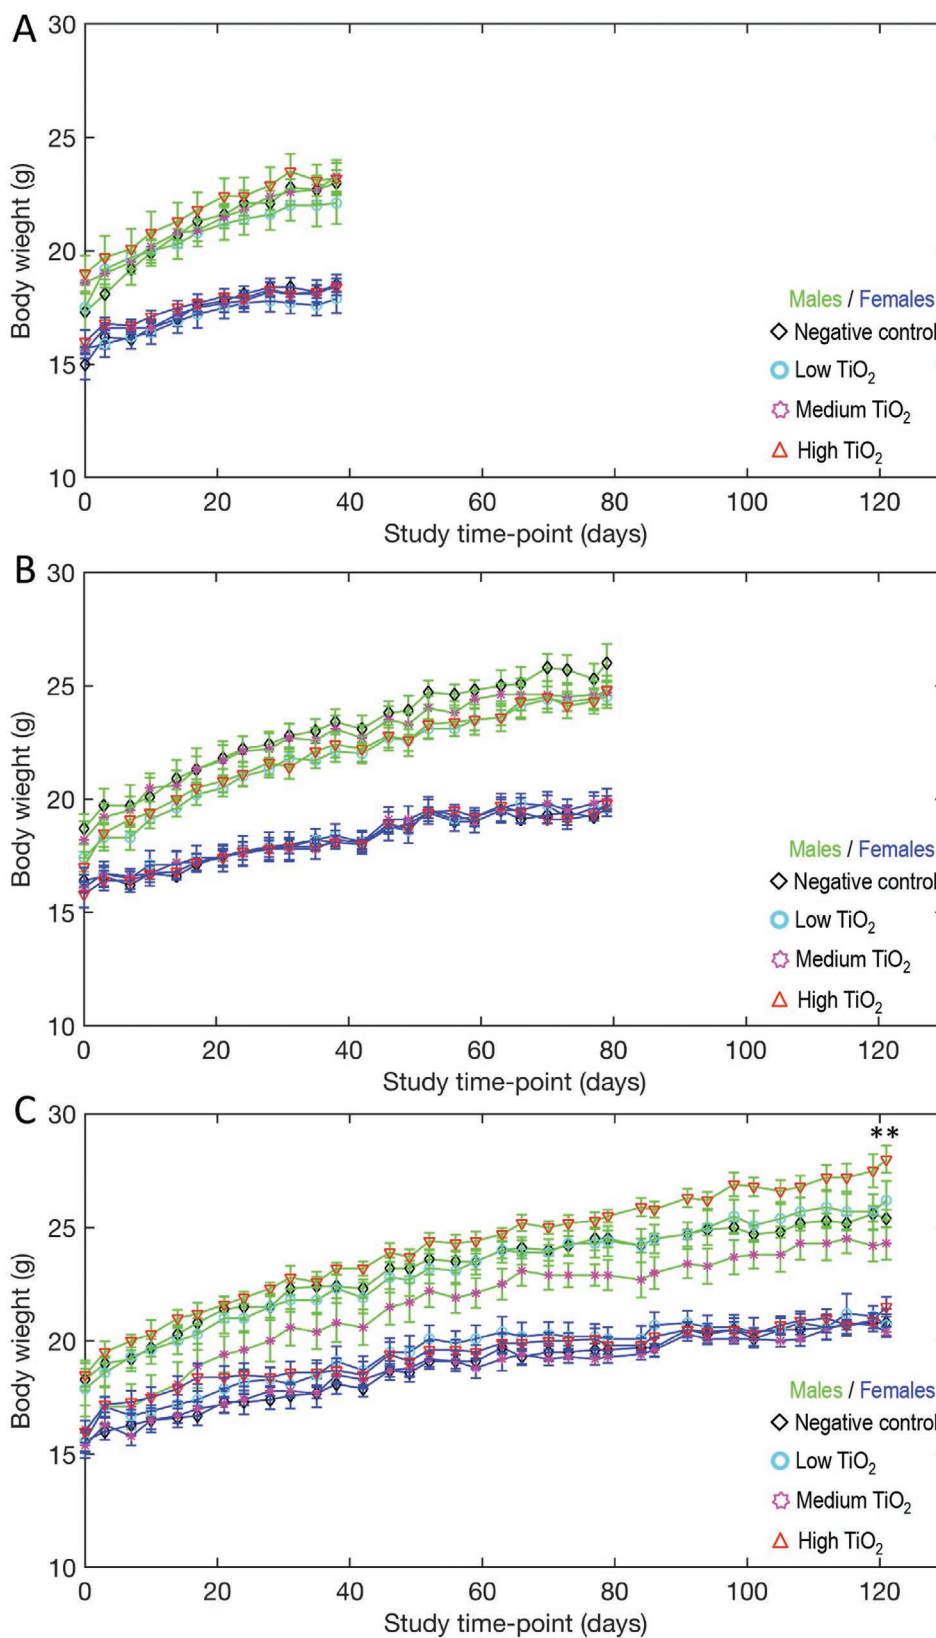 A
30
25
20
15
10
Body wieght (g)
0 20 40 60 80 100 120
Study time-point (days)
Males / Females
Negative control
Low TiO₂
Medium TiO₂
High TiO₂
B
30
25
20
15
10
Body wieght (g)
0 20 40 60 80 100 120
Study time-point (days)
Males / Females
Negative control
Low TiO₂
Medium TiO₂
High TiO₂
C
30
25
20
15
10
Body wieght (g)
**
0 20 40 60 80 100 120
Study time-point (days)
Males / Females
Negative control
Low TiO₂
Medium TiO₂
High TiO₂